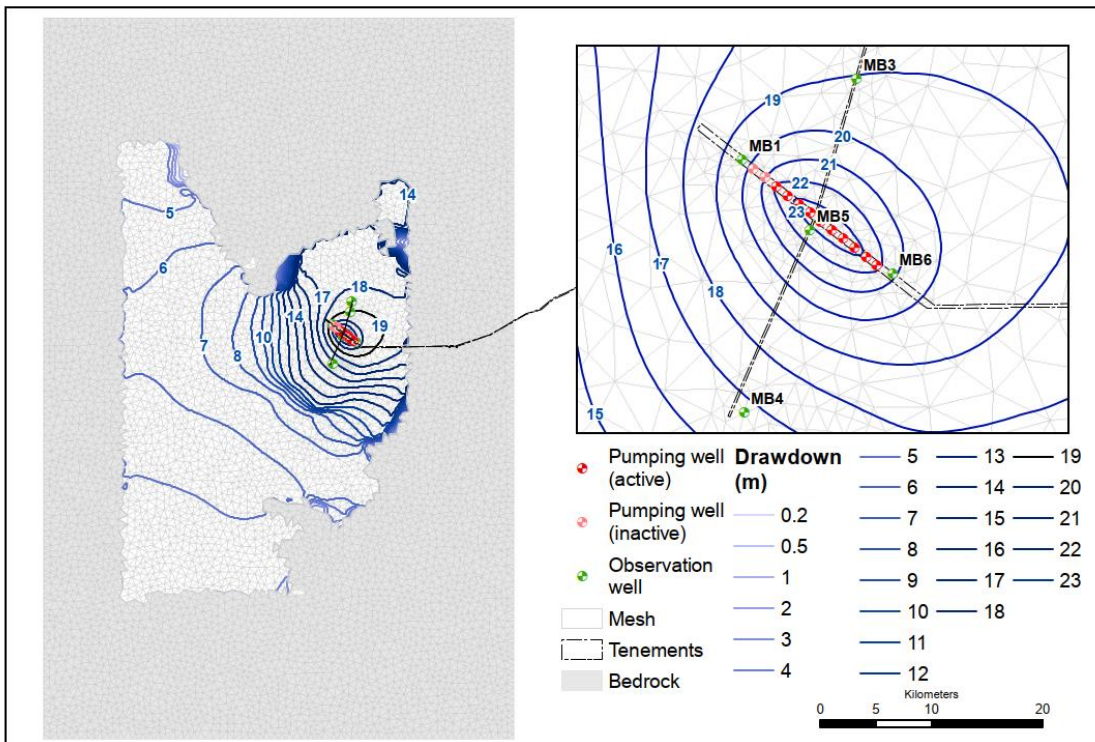 5
6
7
8
10
14
17
18
19
14
MB3
19
MB1
20
21
22
23
MB5
MB6
16
17
18
MB4
15
Pumping well
(active)
Pumping well
(inactive)
Observation
well
Mesh
Tenements
Bedrock
Drawdown
(m)
0.2
0.5
1
2
3
4
5
6
7
8
9
10
11
12
13
14
15
16
17
18
19
20
21
22
23
Kilometers
0 5 10 20